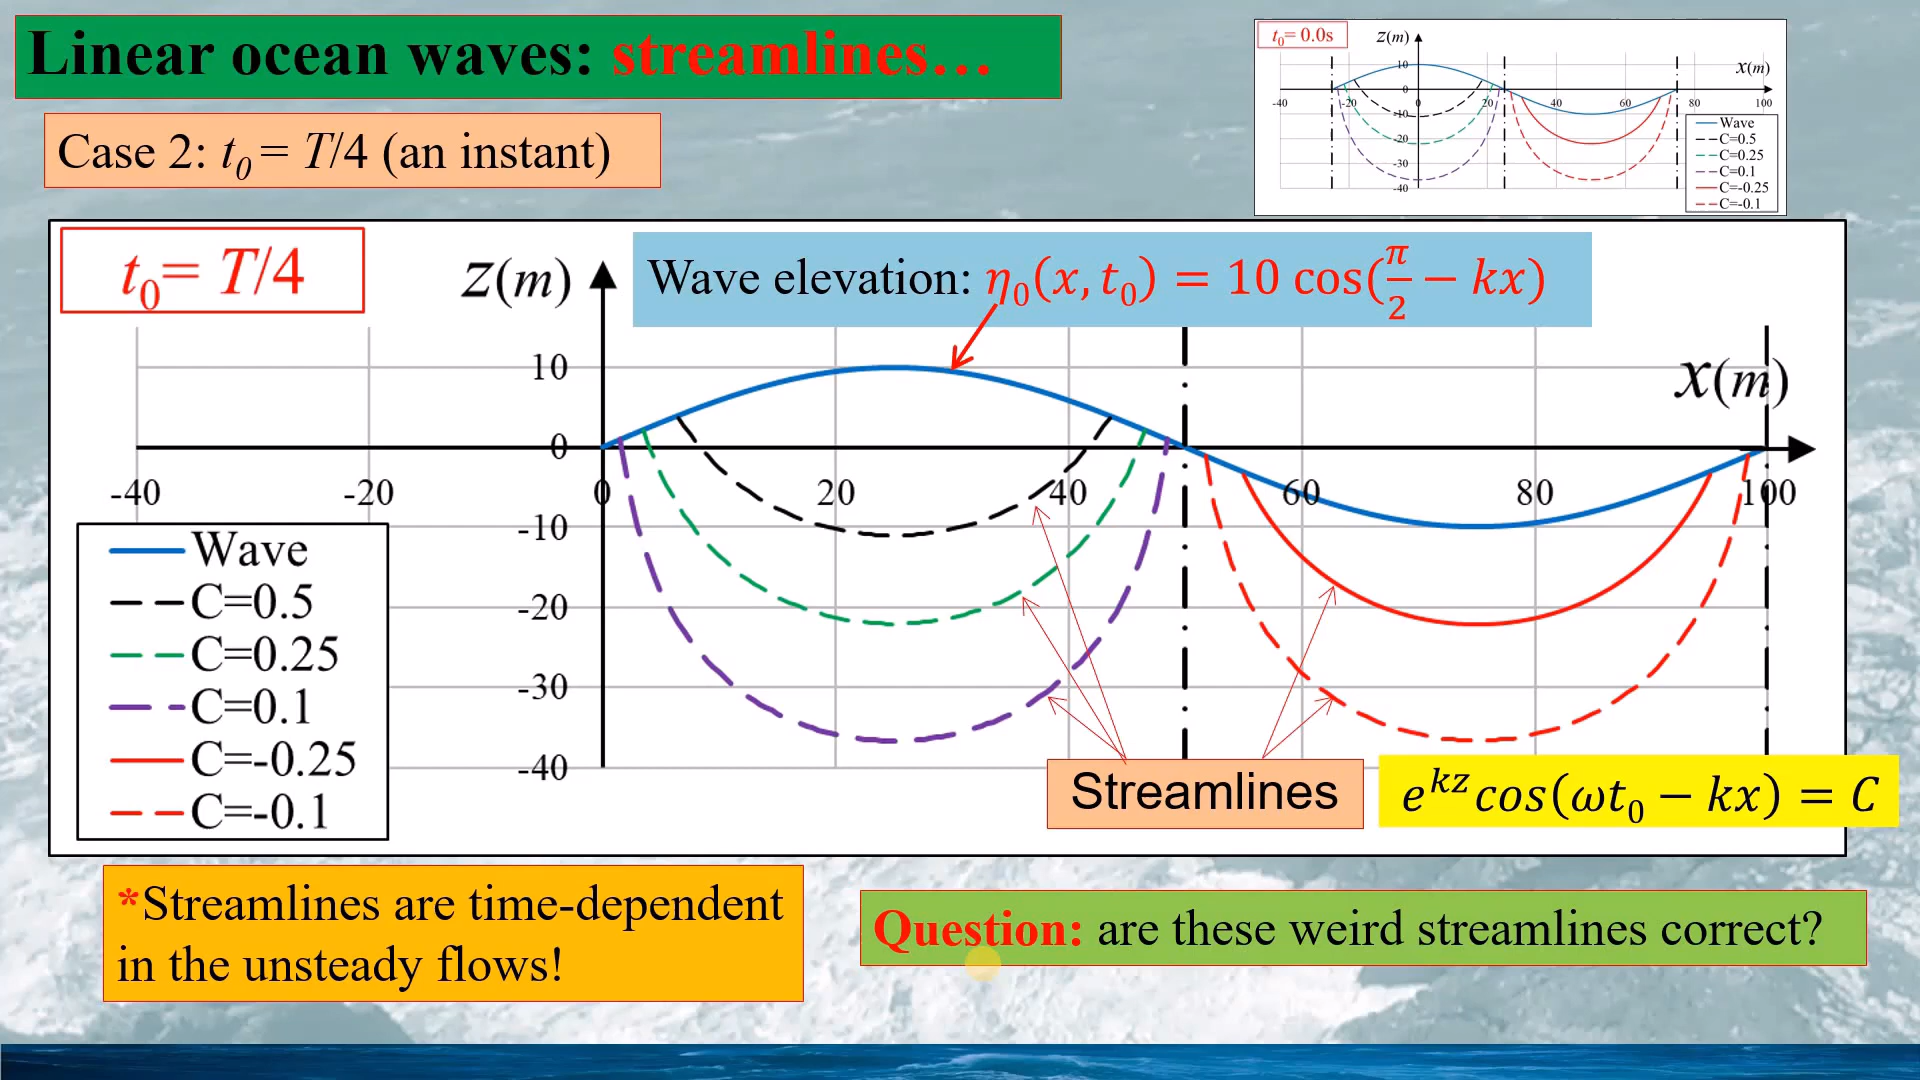 Linear ocean waves: streamlines…
t₀= 0.0s
Z(m)
X(m)
10
0
-10
-20
-30
-40
-40 -20 0 20 40 60 80 100
Wave
C=0.5
C=0.25
C=0.1
C=-0.25
C=-0.1
Case 2: t₀ = T/4 (an instant)
t₀= T/4
Z(m)
Wave elevation: η₀(x, t₀) = 10 cos(π/2 − kx)
X(m)
10
0
-10
-20
-30
-40
-40 -20 0 20 40 60 80 100
Wave
C=0.5
C=0.25
C=0.1
C=-0.25
C=-0.1
Streamlines
e^{kz}cos(ωt₀ − kx) = C
*Streamlines are time-dependent
in the unsteady flows!
Question: are these weird streamlines correct?